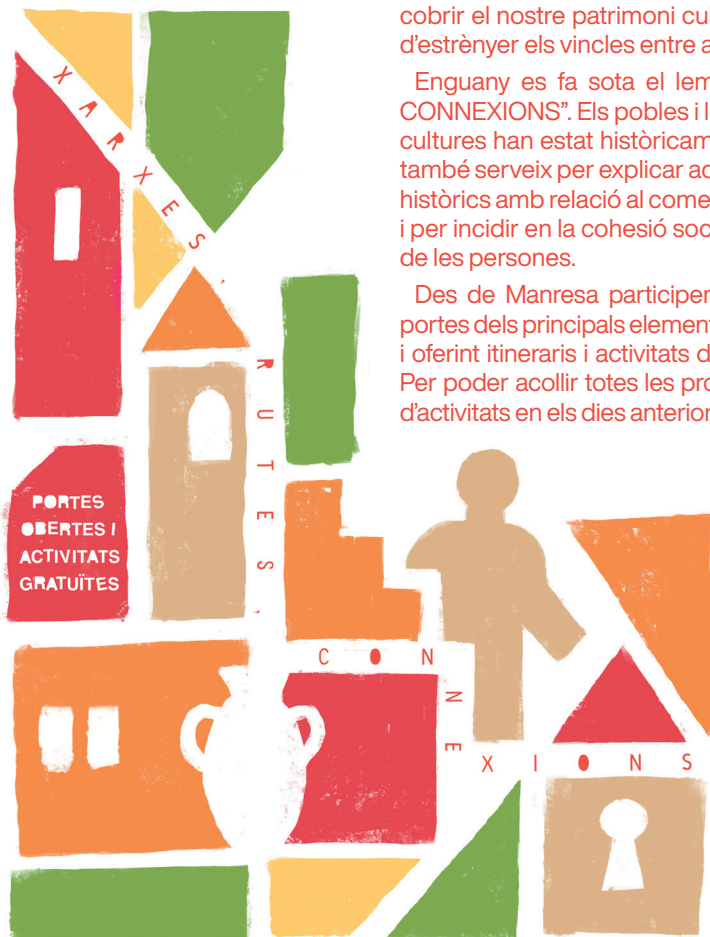 cobrir el nostre patrimoni cu
d'estrènyer els vincles entre a
Enguany es fa sota el lem
CONNEXIONS". Els pobles i l
cultures han estat històricam
també serveix per explicar ac
històrics amb relació al come
i per incidir en la cohesió soc
de les persones.
Des de Manresa participem
portes dels principals element
i oferint itineraris i activitats d
Per poder acollir totes les pro
d'activitats en els dies anterior
XARXES,
RUTES,
CONNEXIONS
PORTES
OBERTES I
ACTIVITATS
GRATUÏTES